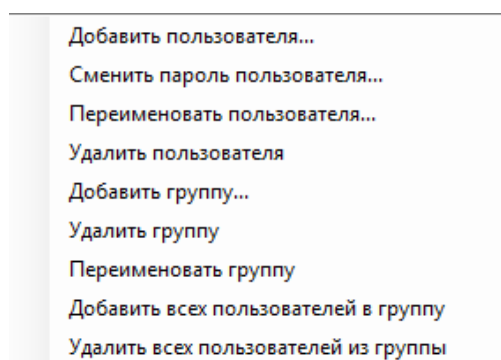 Добавить пользователя...
Сменить пароль пользователя...
Переименовать пользователя...
Удалить пользователя
Добавить группу...
Удалить группу
Переименовать группу
Добавить всех пользователей в группу
Удалить всех пользователей из группы